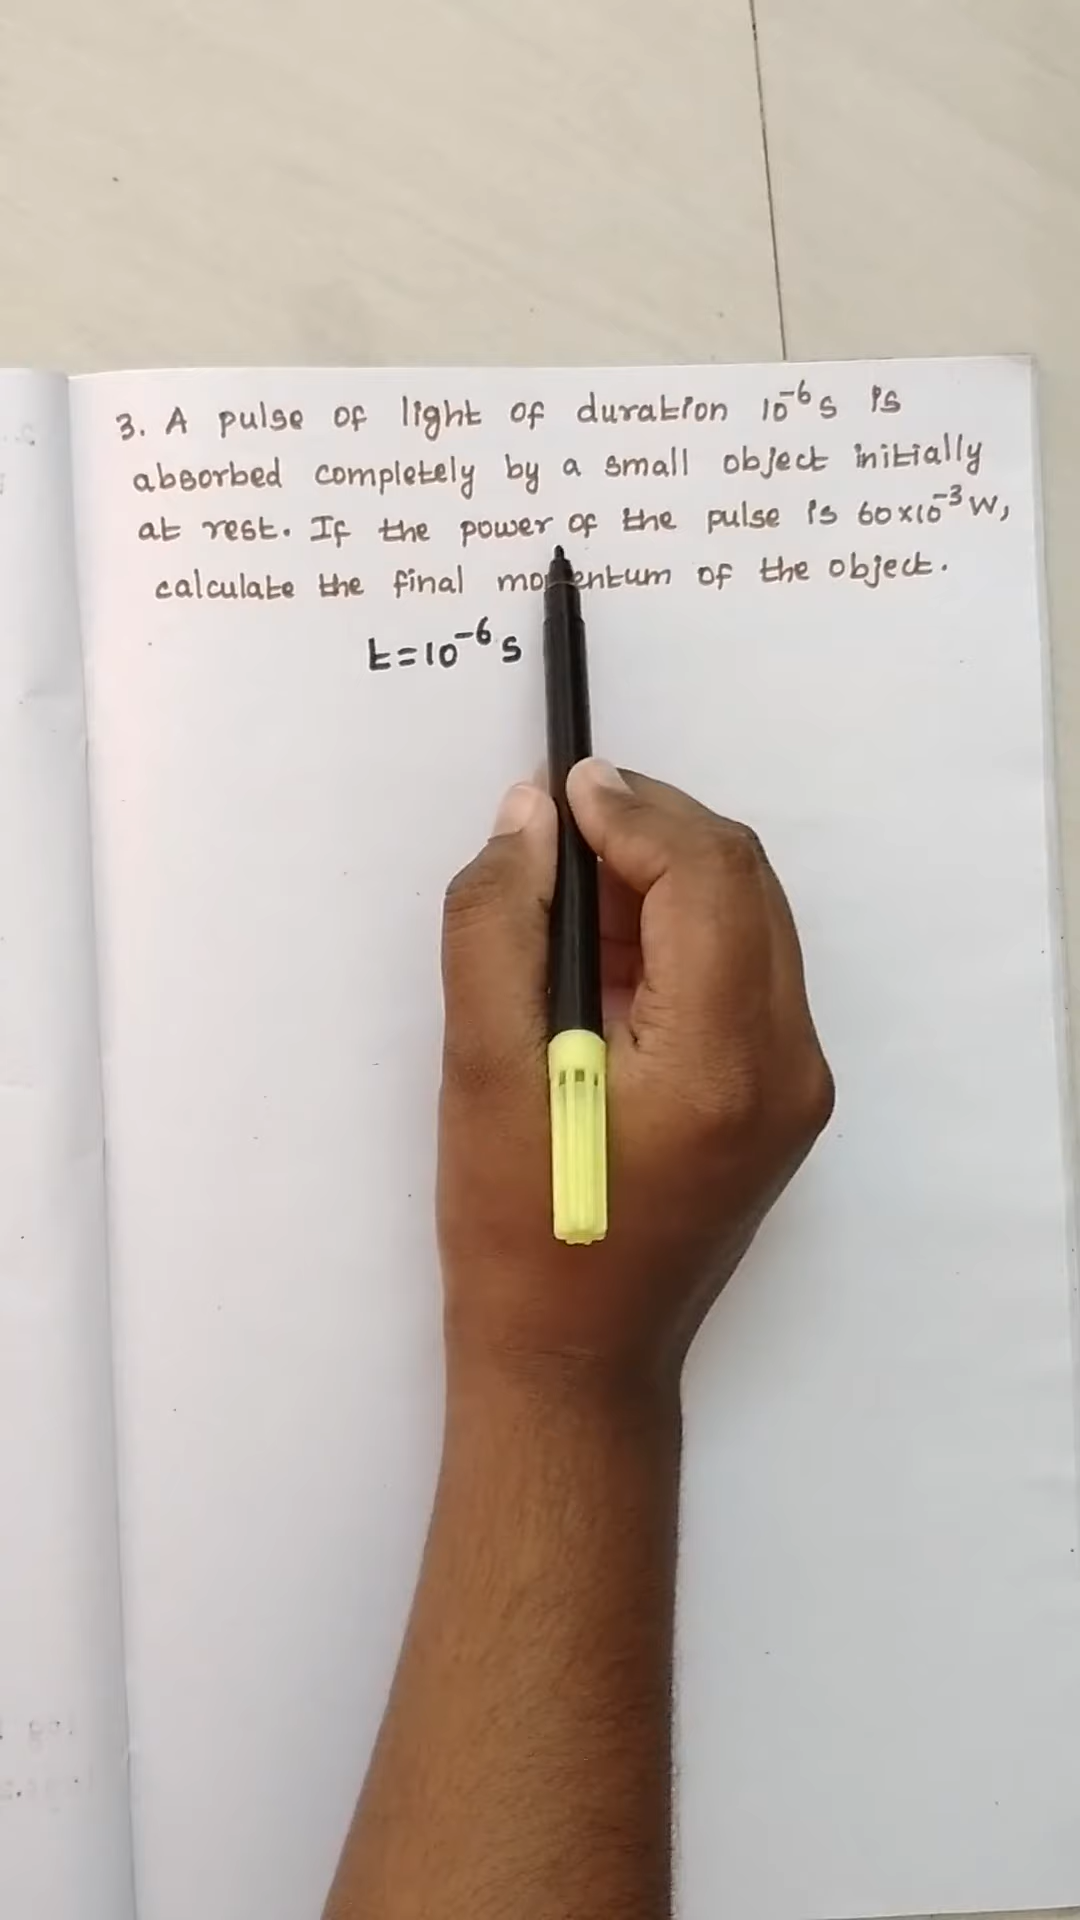 3. A pulse of light of duration 10⁻⁶ s is
absorbed completely by a small object initially
at rest. If the power of the pulse is 60×10⁻³ W,
calculate the final momentum of the object.
t=10⁻⁶ s